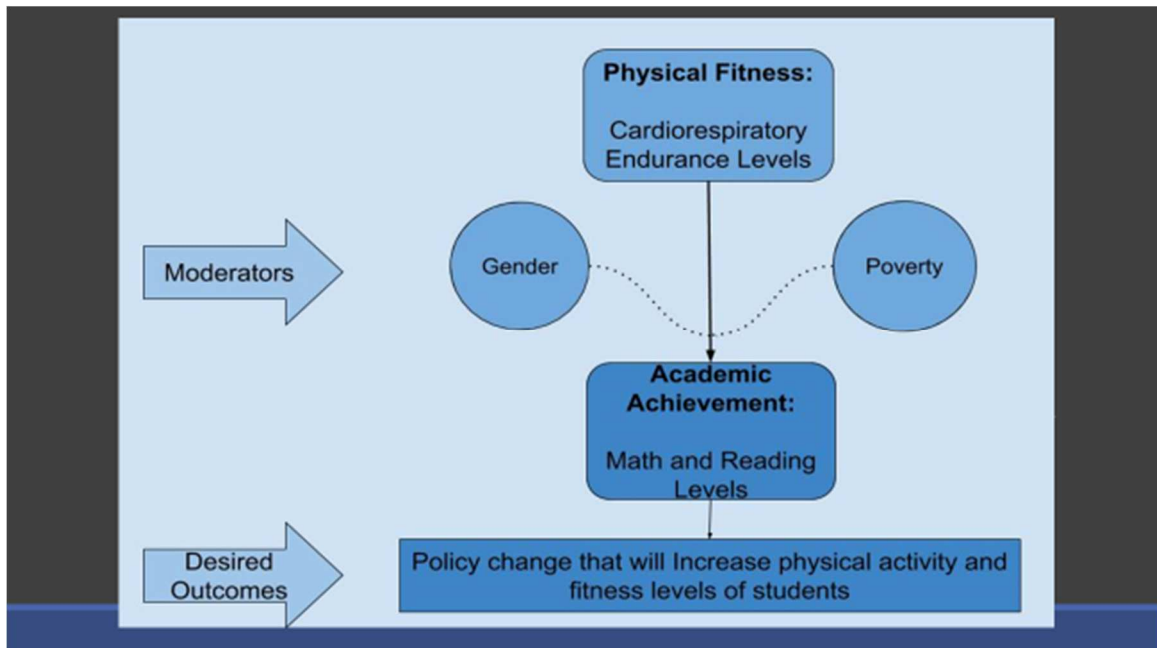 Physical Fitness:
Cardiorespiratory
Endurance Levels
Moderators
Gender
Poverty
Academic
Achievement:
Math and Reading
Levels
Desired
Outcomes
Policy change that will Increase physical activity and
fitness levels of students